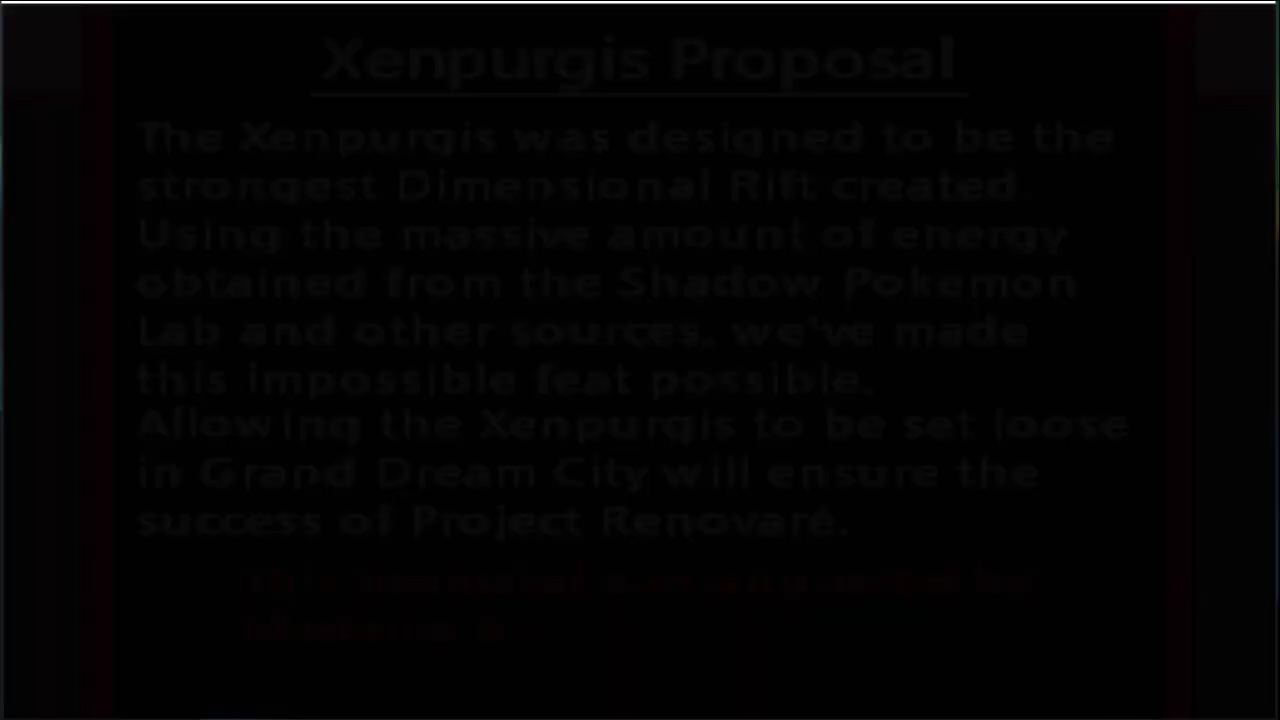 Xenpurgis Proposal
The Xenpurgis was designed to be the
strongest Dimensional Rift created.
Using the massive amount of energy
obtained from the Shadow Pokemon
Lab and other sources, we've made
this impossible feat possible.
Allowing the Xenpurgis to be set loose
in Grand Dream City will ensure the
success of Project Renovaré.